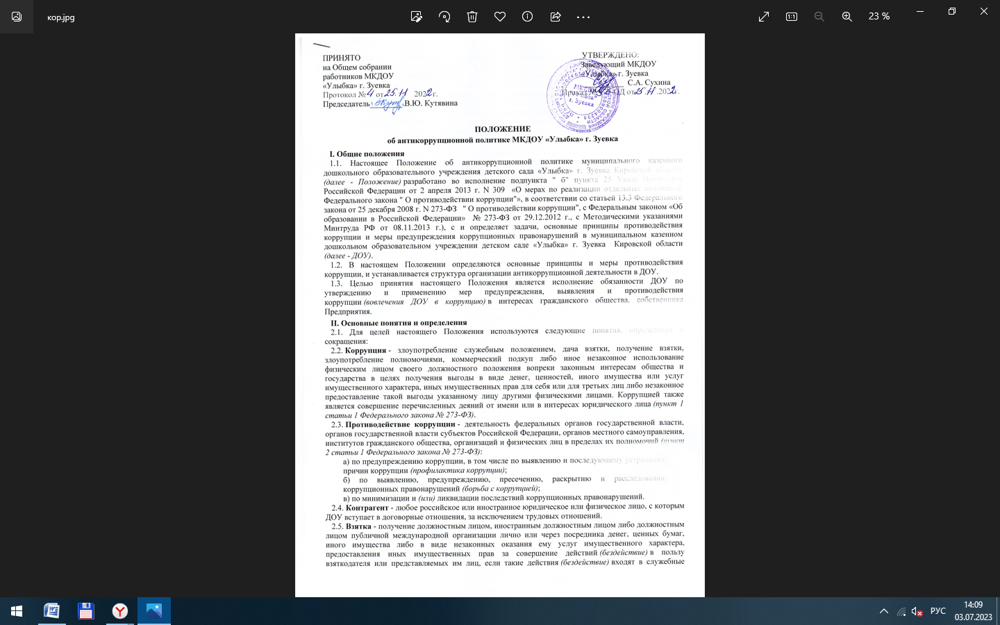 кор.jpg
23 %
ПРИНЯТО
на Общем собрании
работников МКДОУ
«Улыбка» г. Зуевка
Протокол № 4 от 25.11 2022 г.
Председатель В.Ю. Кутявина
УТВЕРЖДЕНО:
Заведующий МКДОУ
«Улыбка» г. Зуевка
С.А. Сухина
Приказ ОД от 25.11.2022г.
ПОЛОЖЕНИЕ
об антикоррупционной политике МКДОУ «Улыбка» г. Зуевка
I. Общие положения
1.1. Настоящее Положение об антикоррупционной политике муниципального казенного
дошкольного образовательного учреждения детского сада «Улыбка» г. Зуевка Кировской области
(далее - Положение) разработано во исполнение подпункта " б" пункта 25 Указа Президента
Российской Федерации от 2 апреля 2013 г. N 309 «О мерах по реализации отдельных положений
Федерального закона " О противодействии коррупции"», в соответствии со статьей 13.3 Федерального
закона от 25 декабря 2008 г. N 273-ФЗ " О противодействии коррупции", с Федеральным законом «Об
образовании в Российской Федерации» № 273-ФЗ от 29.12.2012 г., с Методическими указаниями
Минтруда РФ от 08.11.2013 г.), с и определяет задачи, основные принципы противодействия
коррупции и меры предупреждения коррупционных правонарушений в муниципальном казенном
дошкольном образовательном учреждении детском саде «Улыбка» г. Зуевка Кировской области
(далее - ДОУ).
1.2. В настоящем Положении определяются основные принципы и меры противодействия
коррупции, и устанавливается структура организации антикоррупционной деятельности в ДОУ.
1.3. Целью принятия настоящего Положения является исполнение обязанности ДОУ по
утверждению и применению мер предупреждения, выявления и противодействия
коррупции (вовлечения ДОУ в коррупцию) в интересах гражданского общества, собственника
Предприятия.
II. Основные понятия и определения
2.1. Для целей настоящего Положения используются следующие понятия, определения и
сокращения:
2.2. Коррупция - злоупотребление служебным положением, дача взятки, получение взятки,
злоупотребление полномочиями, коммерческий подкуп либо иное незаконное использование
физическим лицом своего должностного положения вопреки законным интересам общества и
государства в целях получения выгоды в виде денег, ценностей, иного имущества или услуг
имущественного характера, иных имущественных прав для себя или для третьих лиц либо незаконное
предоставление такой выгоды указанному лицу другими физическими лицами. Коррупцией также
является совершение перечисленных деяний от имени или в интересах юридического лица (пункт 1
статьи 1 Федерального закона № 273-ФЗ).
2.3. Противодействие коррупции - деятельность федеральных органов государственной власти,
органов государственной власти субъектов Российской Федерации, органов местного самоуправления,
институтов гражданского общества, организаций и физических лиц в пределах их полномочий (пункт
2 статьи 1 Федерального закона № 273-ФЗ):
а) по предупреждению коррупции, в том числе по выявлению и последующему устранению
причин коррупции (профилактика коррупции);
б) по выявлению, предупреждению, пресечению, раскрытию и расследованию
коррупционных правонарушений (борьба с коррупцией);
в) по минимизации и (или) ликвидации последствий коррупционных правонарушений.
2.4. Контрагент - любое российское или иностранное юридическое или физическое лицо, с которым
ДОУ вступает в договорные отношения, за исключением трудовых отношений.
2.5. Взятка - получение должностным лицом, иностранным должностным лицом либо должностным
лицом публичной международной организации лично или через посредника денег, ценных бумаг,
иного имущества либо в виде незаконных оказания ему услуг имущественного характера,
предоставления иных имущественных прав за совершение действий (бездействие) в пользу
взяткодателя или представляемых им лиц, если такие действия (бездействие) входят в служебные
РУС
14:09
03.07.2023